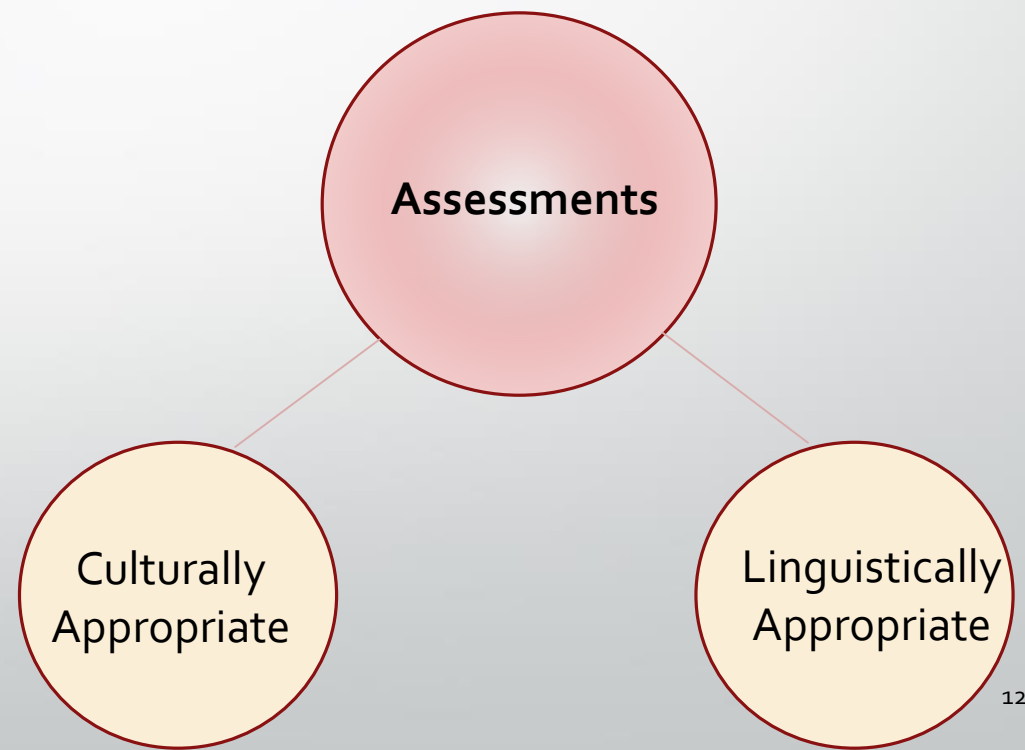 Assessments
Culturally
Appropriate
Linguistically
Appropriate
12